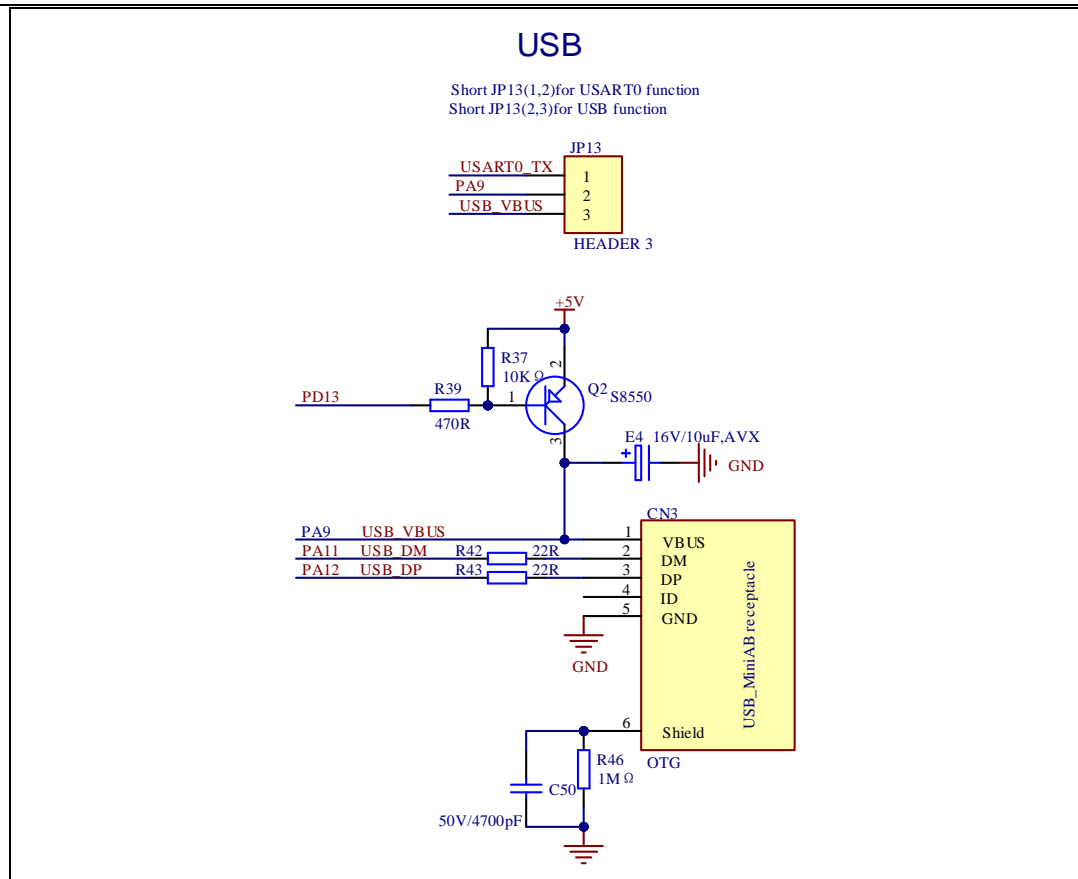 USB
Short JP13(1,2)for USART0 function
Short JP13(2,3)for USB function
JP13
USART0_TX
1
PA9
2
USB_VBUS
3
HEADER 3
+5V
R37
10KΩ
2
Q2
S8550
PD13
R39
1
470R
3
E4 16V/10uF,AVX
+
GND
CN3
PA9 USB_VBUS
1
VBUS
PA11 USB_DM R42 22R
2
DM
PA12 USB_DP R43 22R
3
DP
4
ID
5
GND
GND
USB_MiniAB receptacle
6
Shield
OTG
R46
1MΩ
C50
50V/4700pF